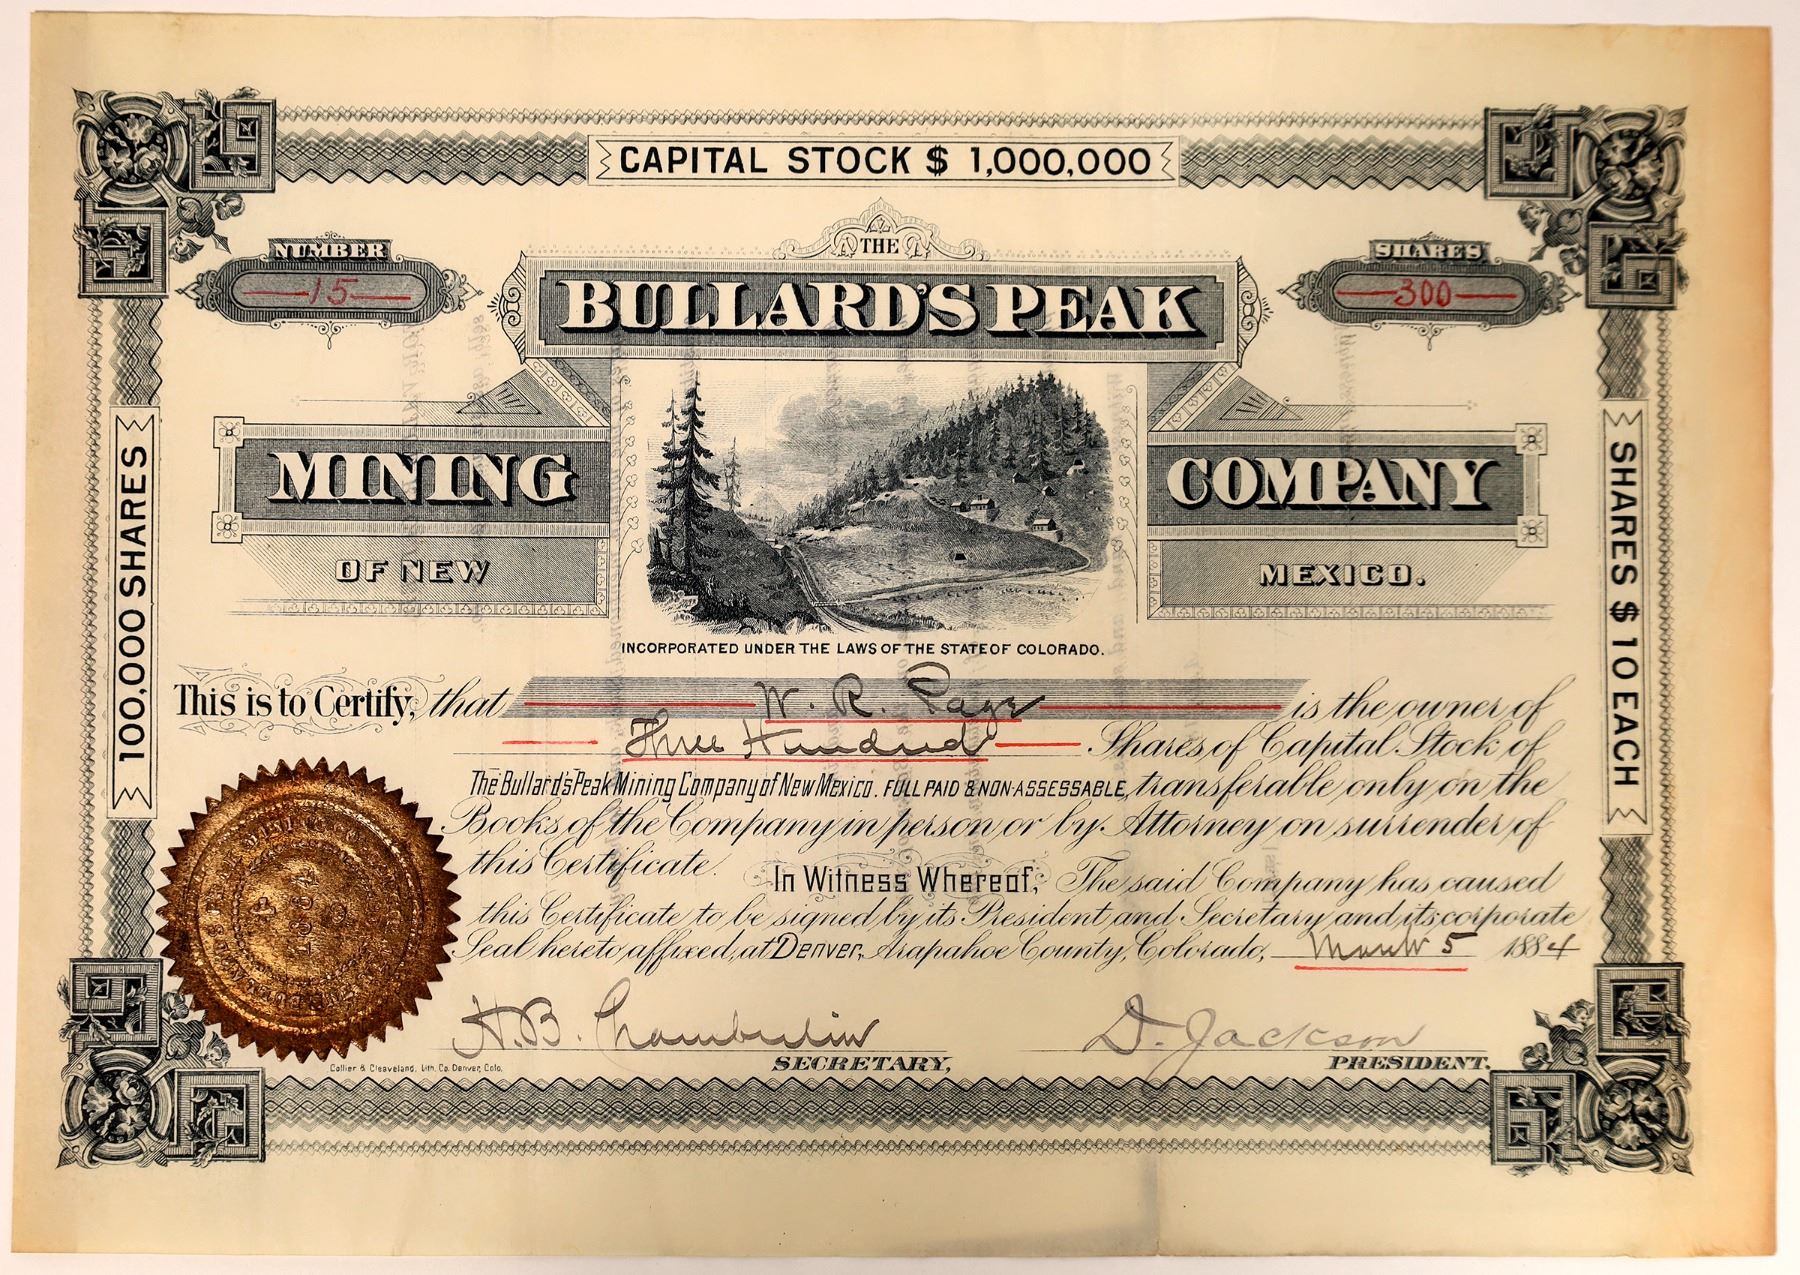 CAPITAL STOCK $ 1,000,000
NUMBER
15
THE
SHARES
300
BULLARD'S PEAK
MINING
COMPANY
OF NEW
MEXICO.
100,000 SHARES
SHARES $ 10 EACH
INCORPORATED UNDER THE LAWS OF THE STATE OF COLORADO.
This is to Certify, that W. R. Page is the owner of
Three Hundred Shares of Capital Stock of
The Bullard's Peak Mining Company of New Mexico. FULL PAID & NON-ASSESSABLE, transferable only on the
Books of the Company in person or by Attorney on surrender of
this Certificate. In Witness Whereof, The said Company has caused
this Certificate to be signed by its President and Secretary and its corporate
Seal hereto affixed, at Denver, Arapahoe County, Colorado, March 5 1884
H. B. Chamberlin
D. Jackson
SECRETARY,
PRESIDENT.
Collier & Cleaveland, Lith. Co. Denver, Colo.